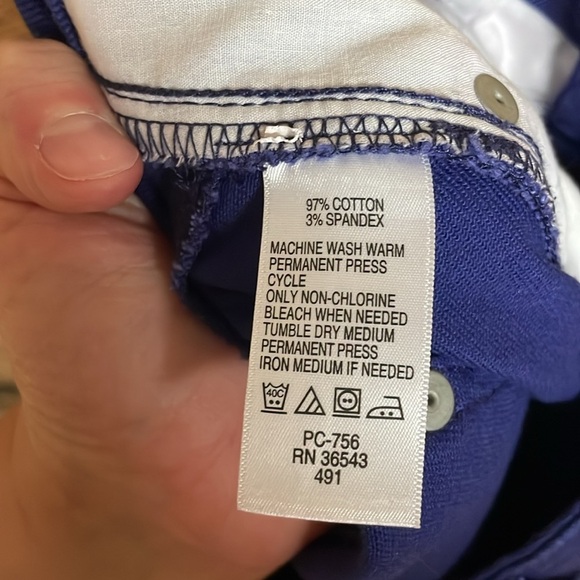 97% COTTON
3% SPANDEX
MACHINE WASH WARM
PERMANENT PRESS
CYCLE
ONLY NON-CHLORINE
BLEACH WHEN NEEDED
TUMBLE DRY MEDIUM
PERMANENT PRESS
IRON MEDIUM IF NEEDED
40C
PC-756
RN 36543
491